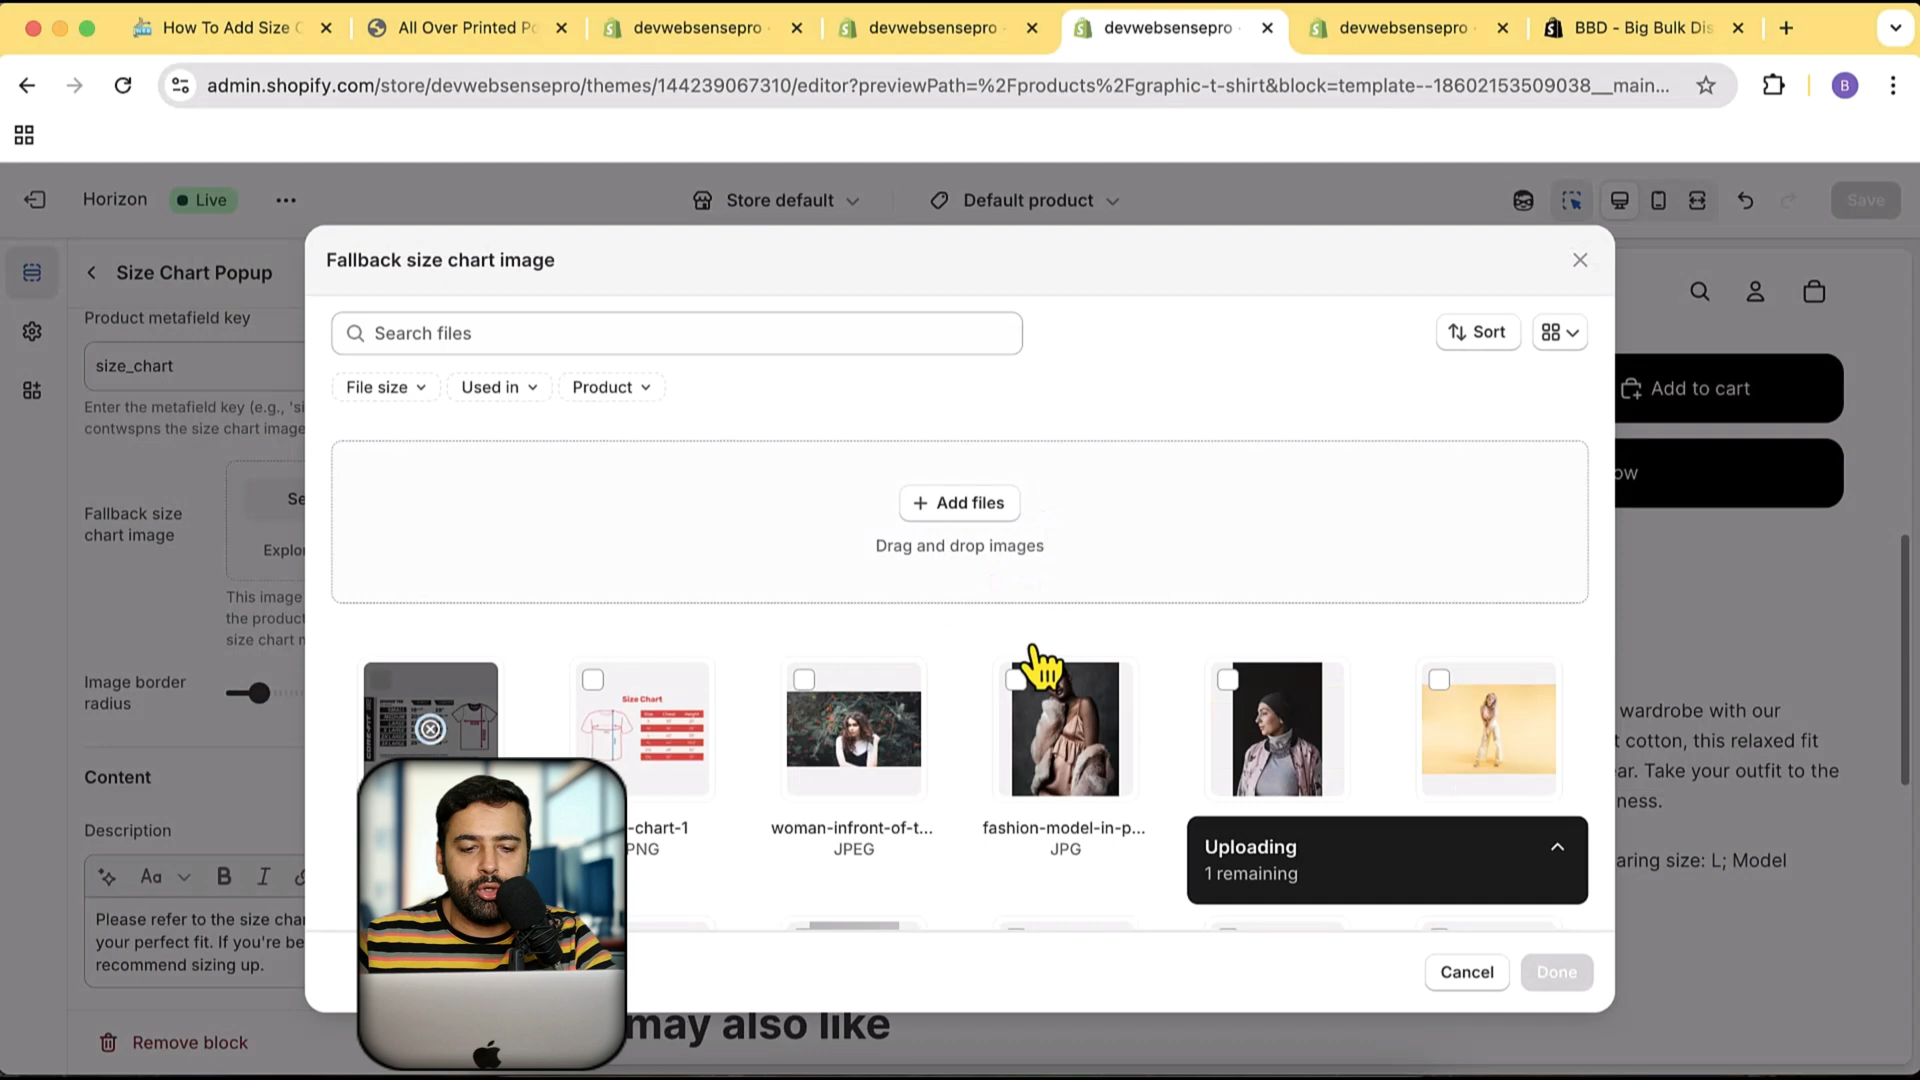 How To Add Size C
All Over Printed Po
devwebsensepro
devwebsensepro
devwebsensepro
devwebsensepro
BBD - Big Bulk Dis
admin.shopify.com/store/devwebsensepro/themes/144239067310/editor?previewPath=%2Fproducts%2Fgraphic-t-shirt&block=template--18602153509038__main...
B
Horizon
Live
Store default
Default product
Save
Size Chart Popup
Product metafield key
size_chart
Enter the metafield key (e.g., 'si
contwspns the size chart image
Se
Fallback size
chart image
Explo
This image
the product
size chart
Image border
radius
Content
Description
Aa
B
I
Please refer to the size char
your perfect fit. If you're be
recommend sizing up.
Remove block
Fallback size chart image
Search files
Sort
File size
Used in
Product
Add files
Drag and drop images
Size Chart
-chart-1
PNG
woman-infront-of-t...
JPEG
fashion-model-in-p...
JPG
Uploading
1 remaining
Cancel
Done
Add to cart
ow
wardrobe with our
t cotton, this relaxed fit
ar. Take your outfit to the
ness.
aring size: L; Model
may also like